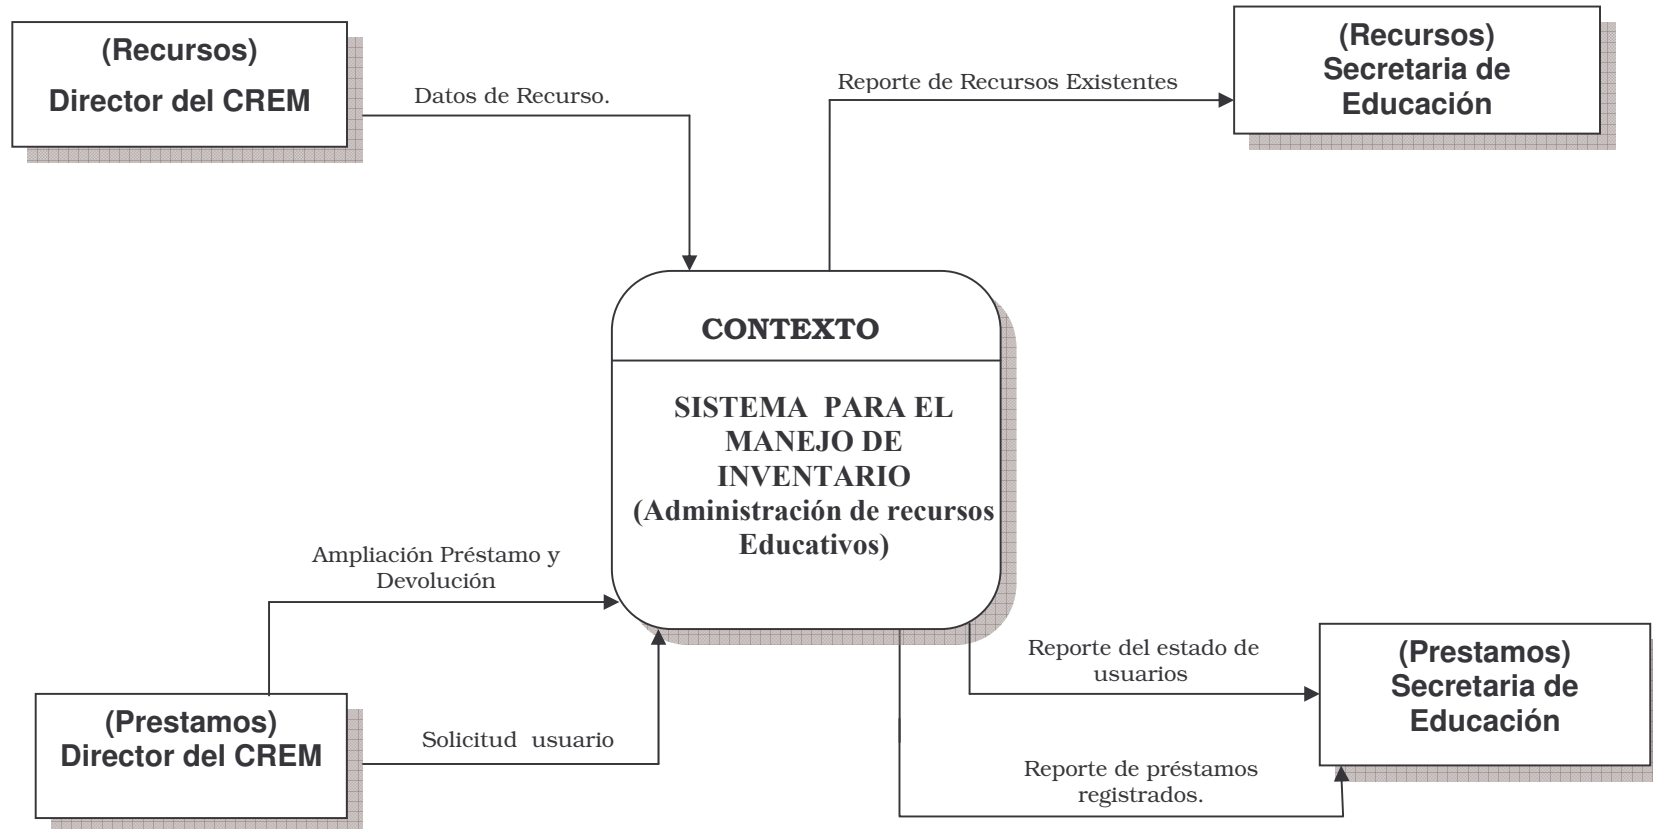 (Recursos)
Director del CREM
Datos de Recurso.
Reporte de Recursos Existentes
(Recursos)
Secretaria de
Educación
CONTEXTO
SISTEMA PARA EL
MANEJO DE
INVENTARIO
(Administración de recursos
Educativos)
Ampliación Préstamo y
Devolución
(Prestamos)
Director del CREM
Solicitud usuario
Reporte del estado de
usuarios
Reporte de préstamos
registrados.
(Prestamos)
Secretaria de
Educación